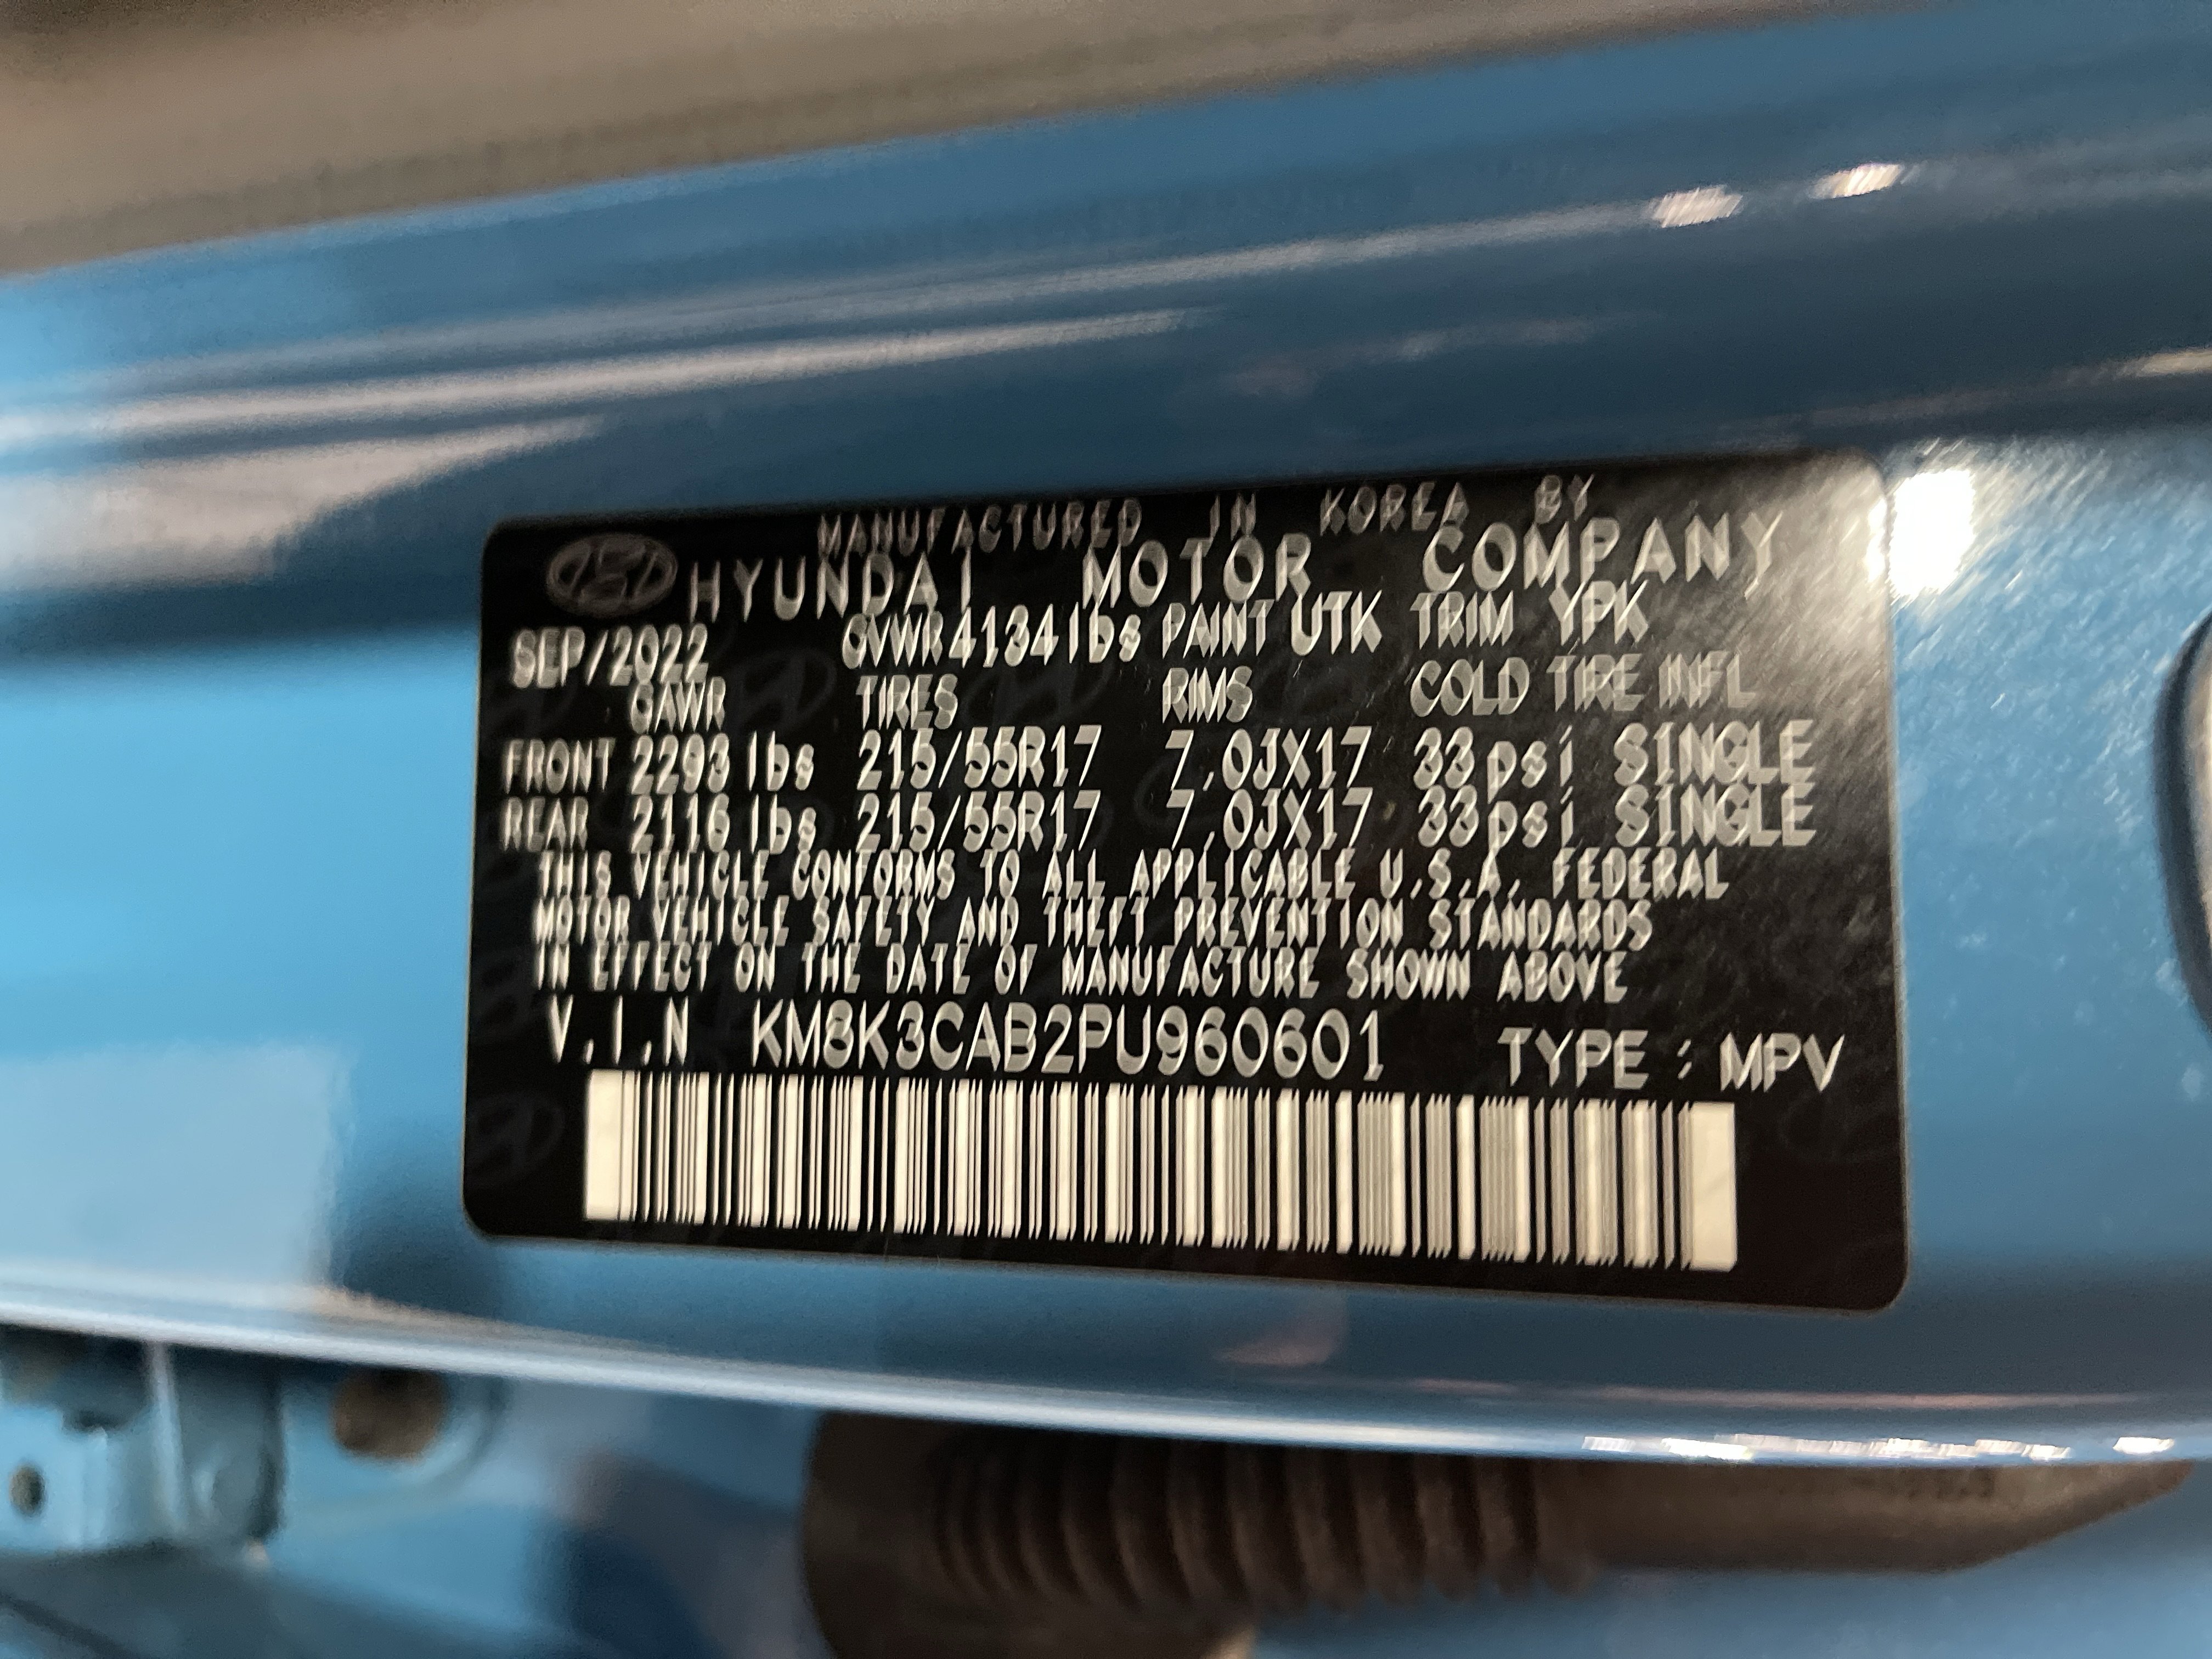 MANUFACTURED IN KOREA BY
HYUNDAI MOTOR COMPANY
SEP/2022 GVWR 4134 lbs PAINT UTK TRIM YPK
GAWR TIRES RIMS COLD TIRE INFL
FRONT 2293 lbs 215/55R17 7.0JX17 33psi SINGLE
REAR 2116 lbs 215/55R17 7.0JX17 33psi SINGLE
THIS VEHICLE CONFORMS TO ALL APPLICABLE U.S.A. FEDERAL
MOTOR VEHICLE SAFETY AND THEFT PREVENTION STANDARDS
IN EFFECT ON THE DATE OF MANUFACTURE SHOWN ABOVE
V.I.N KM8K3CAB2PU960601 TYPE : MPV